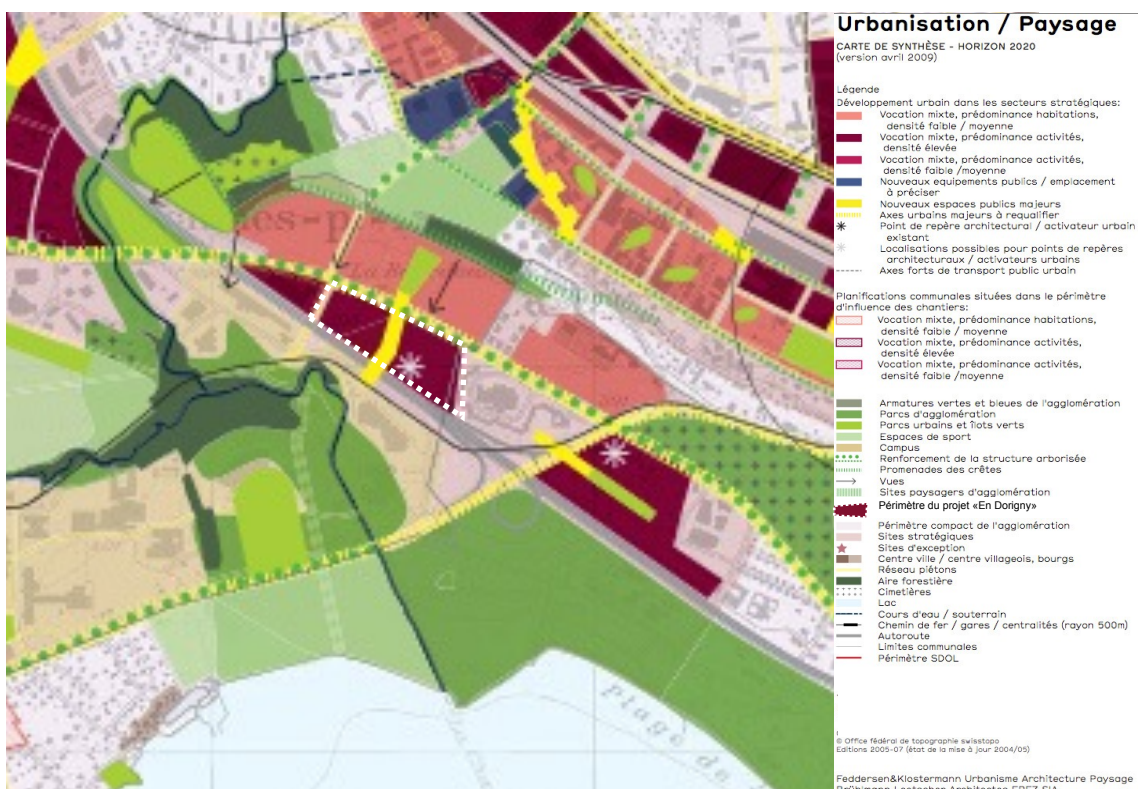 Urbanisation / Paysage
CARTE DE SYNTHÈSE - HORIZON 2020
(version avril 2009)
Légende
Développement urbain dans les secteurs stratégiques:
Vocation mixte, prédominance habitations,
densité faible / moyenne
Vocation mixte, prédominance activités,
densité élevée
Vocation mixte, prédominance activités,
densité faible /moyenne
Nouveaux equipements publics / emplacement
à préciser
Nouveaux espaces publics majeurs
Axes urbains majeurs à requalifier
Point de repère architectural / activateur urbain
existant
Localisations possibles pour points de repères
architecturaux / activateurs urbains
Axes forts de transport public urbain
Planifications communales situées dans le périmètre
d'influence des chantiers:
Vocation mixte, prédominance habitations,
densité faible / moyenne
Vocation mixte, prédominance activités,
densité élevée
Vocation mixte, prédominance activités,
densité faible /moyenne
Armatures vertes et bleues de l'agglomération
Parcs d'agglomération
Parcs urbains et îlots verts
Espaces de sport
Campus
Renforcement de la structure arborisée
Promenades des crêtes
Vues
Sites paysagers d'agglomération
Périmètre du projet «En Dorigny»
Périmètre compact de l'agglomération
Sites stratégiques
Sites d'exception
Centre ville / centre villageois, bourgs
Réseau piétons
Aire forestière
Cimetières
Lac
Cours d'eau / souterrain
Chemin de fer / gares / centralités (rayon 500m)
Autoroute
Limites communales
Périmètre SDOL
© Office fédéral de topographie swisstopo
Editions 2005-07 (état de la mise à jour 2004/05)
Feddersen&Klostermann Urbanisme Architecture Paysage
Plage de